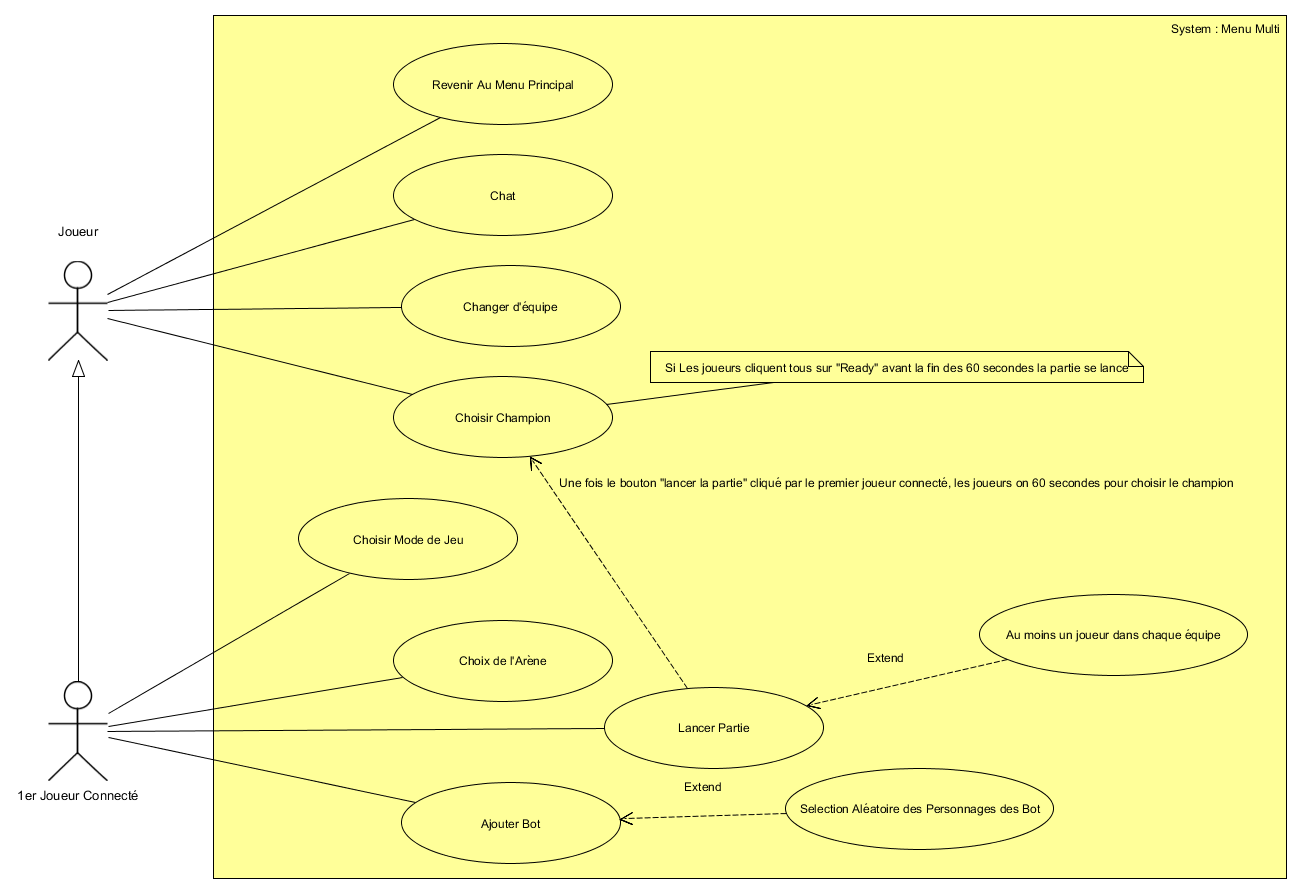 System : Menu Multi
Revenir Au Menu Principal
Chat
Joueur
Changer d'équipe
Si Les joueurs cliquent tous sur "Ready" avant la fin des 60 secondes la partie se lance
Choisir Champion
Une fois le bouton "lancer la partie" cliqué par le premier joueur connecté, les joueurs on 60 secondes pour choisir le champion
Choisir Mode de Jeu
Au moins un joueur dans chaque équipe
Extend
Choix de l'Arène
Lancer Partie
Extend
1er Joueur Connecté
Selection Aléatoire des Personnages des Bot
Ajouter Bot